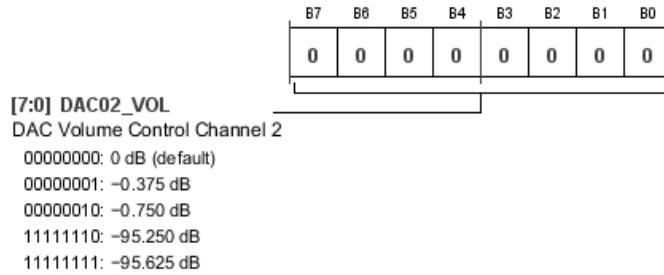 B7 B6 B5 B4 B3 B2 B1 B0
0 0 0 0 0 0 0 0
[7:0] DAC02_VOL
DAC Volume Control Channel 2
00000000: 0 dB (default)
00000001: −0.375 dB
00000010: −0.750 dB
11111110: −95.250 dB
11111111: −95.625 dB